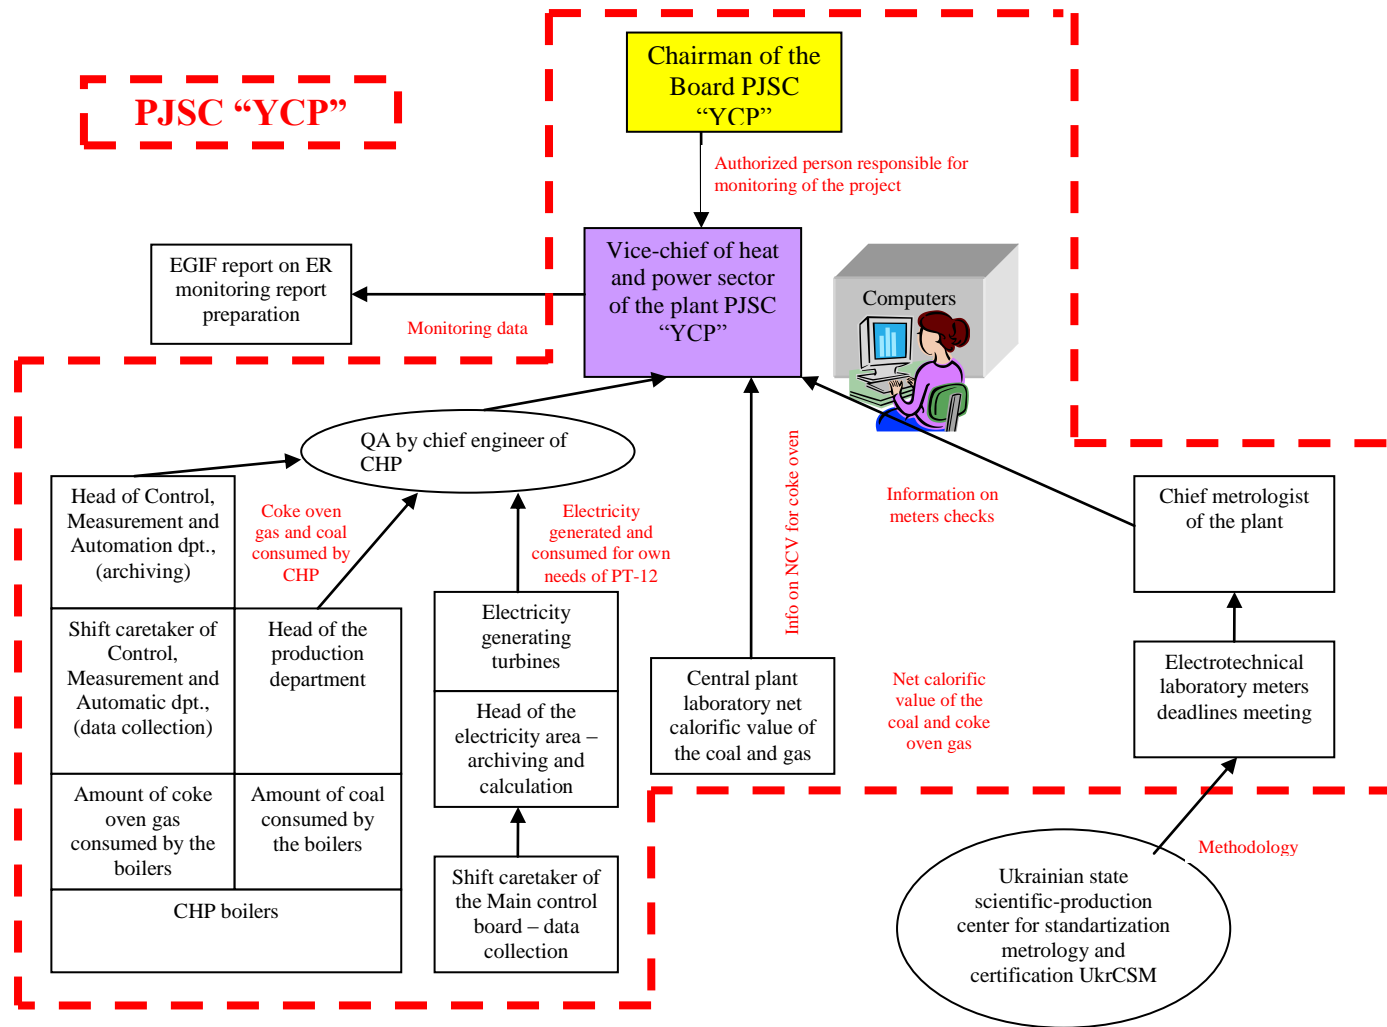 Chairman of the
Board PJSC
“YCP”
PJSC “YCP”
Authorized person responsible for
monitoring of the project
Vice-chief of heat
and power sector
of the plant PJSC
“YCP”
EGIF report on ER
monitoring report
preparation
Computers
Monitoring data
QA by chief engineer of
CHP
Head of Control,
Measurement and
Automation dpt.,
(archiving)
Coke oven
gas and coal
consumed by
CHP
Electricity
generated and
consumed for own
needs of PT-12
Info on NCV for coke oven
Information on
meters checks
Chief metrologist
of the plant
Shift caretaker of
Control,
Measurement and
Automatic dpt.,
(data collection)
Head of the
production
department
Electricity
generating
turbines
Head of the
electricity area –
archiving and
calculation
Central plant
laboratory net
calorific value of
the coal and gas
Net calorific
value of the
coal and coke
oven gas
Electrotechnical
laboratory meters
deadlines meeting
Amount of coke
oven gas
consumed by the
boilers
Amount of coal
consumed by
the boilers
CHP boilers
Shift caretaker of
the Main control
board – data
collection
Methodology
Ukrainian state
scientific-production
center for standartization
metrology and
certification UkrCSM